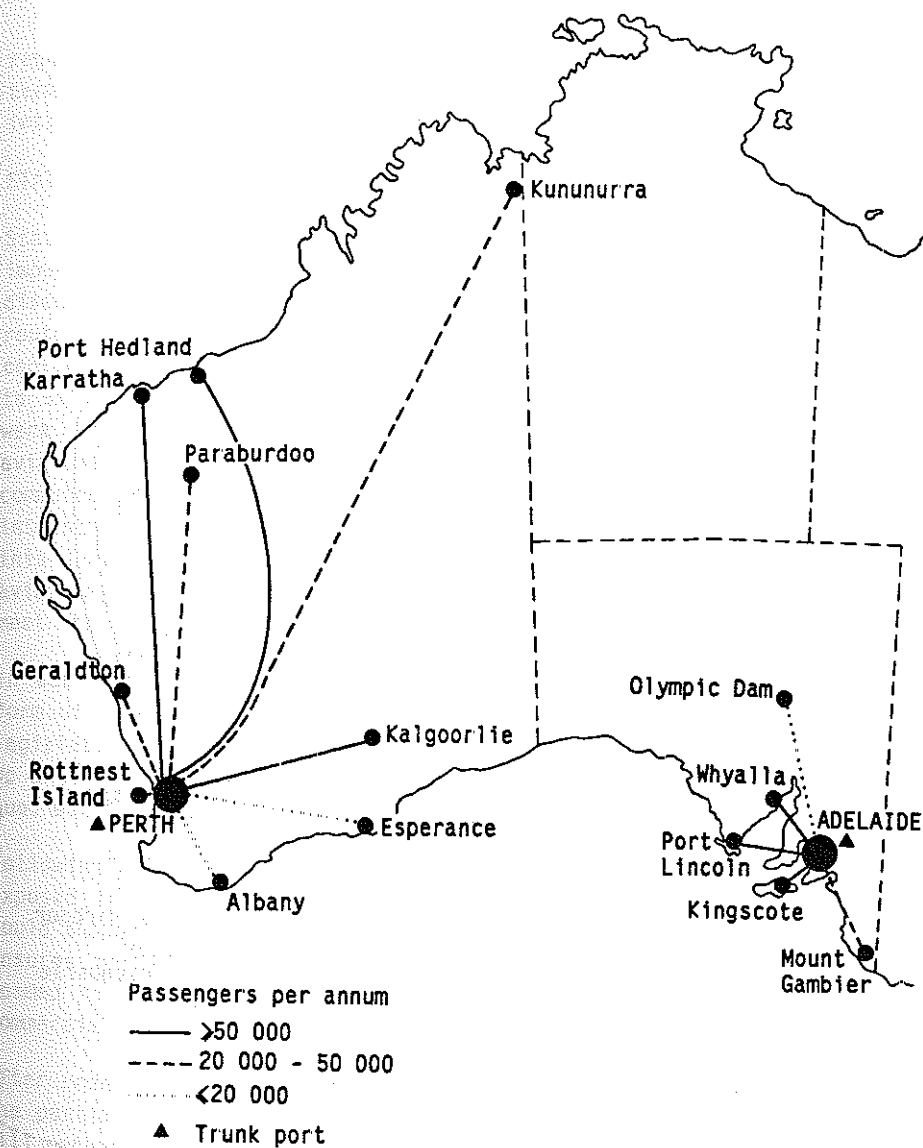 Kununurra
Port Hedland
Karratha
Paraburdoo
Geraldton
Olympic Dam
Kalgoorlie
Rottnest
Island
Whyalla
▲ PERTH
Esperance
ADELAIDE
▲
Port
Lincoln
Albany
Kingscote
Mount
Gambier
Passengers per annum
>50 000
20 000 - 50 000
<20 000
▲ Trunk port